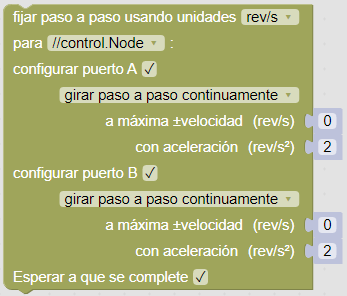 fijar paso a paso usando unidades rev/s
para //control.Node :
configurar puerto A
girar paso a paso continuamente
a máxima ±velocidad (rev/s) 0
con aceleración (rev/s²) 2
configurar puerto B
girar paso a paso continuamente
a máxima ±velocidad (rev/s) 0
con aceleración (rev/s²) 2
Esperar a que se complete